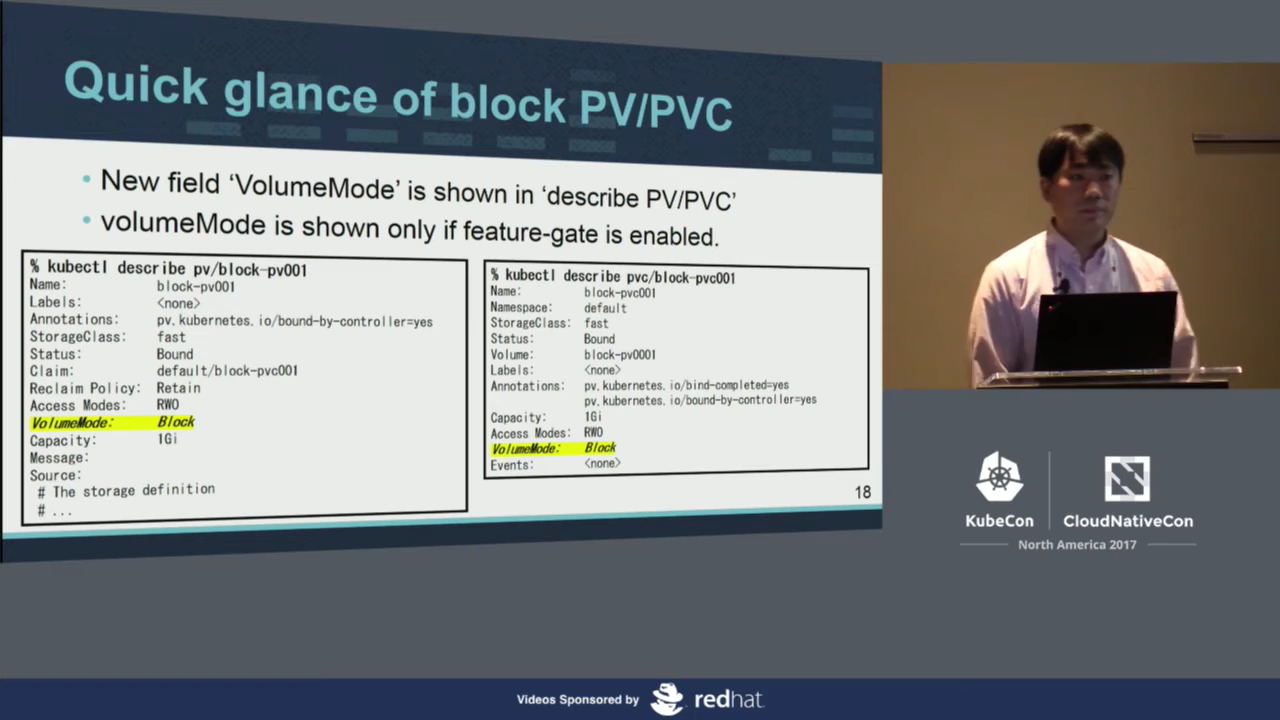 Quick glance of block PV/PVC
• New field ‘VolumeMode’ is shown in ‘describe PV/PVC’
• volumeMode is shown only if feature-gate is enabled.
% kubectl describe pv/block-pv001
Name: block-pv001
Labels: <none>
Annotations: pv.kubernetes.io/bound-by-controller=yes
StorageClass: fast
Status: Bound
Claim: default/block-pvc001
Reclaim Policy: Retain
Access Modes: RWO
VolumeMode: Block
Capacity: 1Gi
Message:
Source:
# The storage definition
# ...
% kubectl describe pvc/block-pvc001
Name: block-pvc001
Namespace: default
StorageClass: fast
Status: Bound
Volume: block-pv0001
Labels: <none>
Annotations: pv.kubernetes.io/bind-completed=yes
pv.kubernetes.io/bound-by-controller=yes
Capacity: 1Gi
Access Modes: RWO
VolumeMode: Block
Events: <none>
18
KubeCon
CloudNativeCon
North America 2017
Videos Sponsored by redhat.